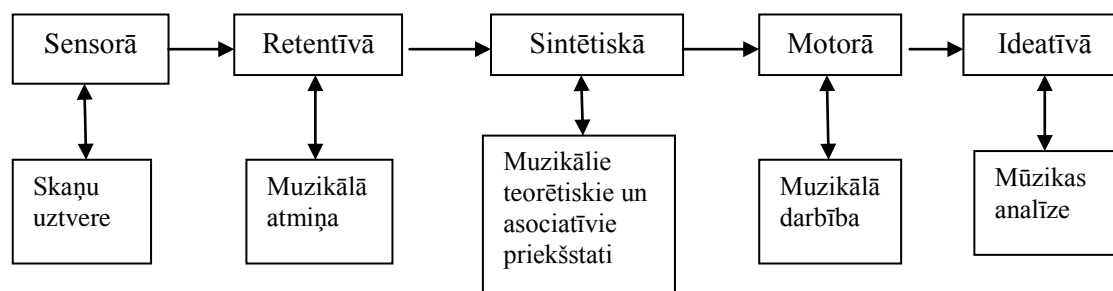 Sensorā
Retentīvā
Sintētiskā
Motorā
Ideatīvā
Skaņu
uztvere
Muzikālā
atmiņa
Muzikālie
teorētiskie un
asociatīvie
priekšstati
Muzikālā
darbība
Mūzikas
analīze